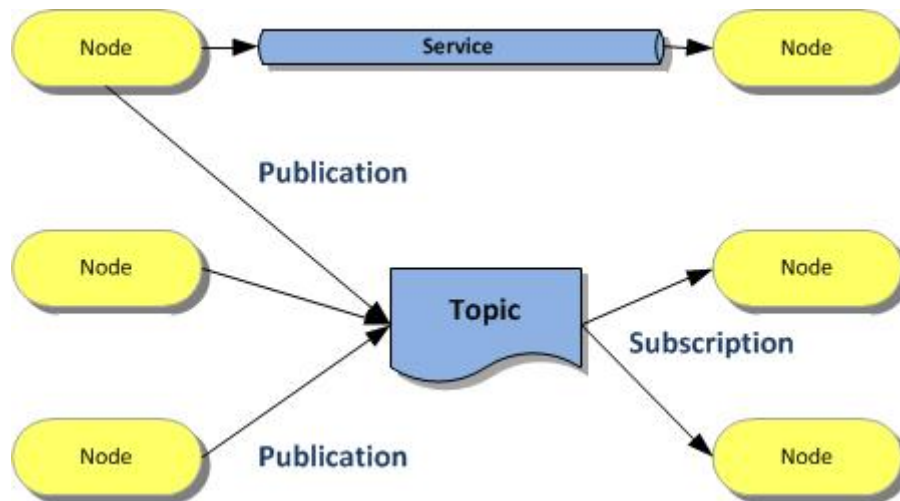 Node
Service
Node
Publication
Node
Topic
Node
Subscription
Node
Publication
Node